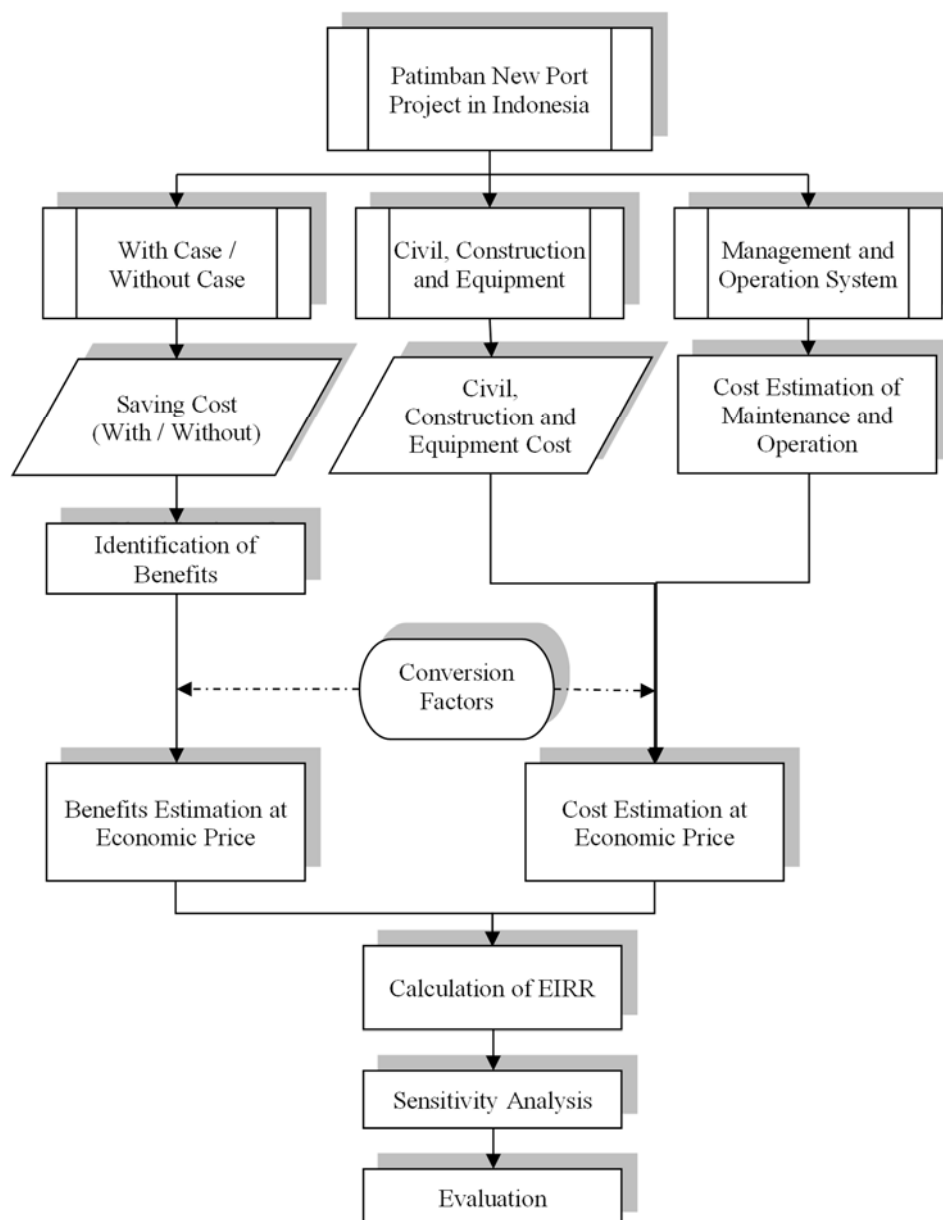 Patimban New Port
Project in Indonesia
With Case /
Without Case
Civil, Construction
and Equipment
Management and
Operation System
Saving Cost
(With / Without)
Civil,
Construction and
Equipment Cost
Cost Estimation of
Maintenance and
Operation
Identification of
Benefits
Conversion
Factors
Benefits Estimation at
Economic Price
Cost Estimation at
Economic Price
Calculation of EIRR
Sensitivity Analysis
Evaluation